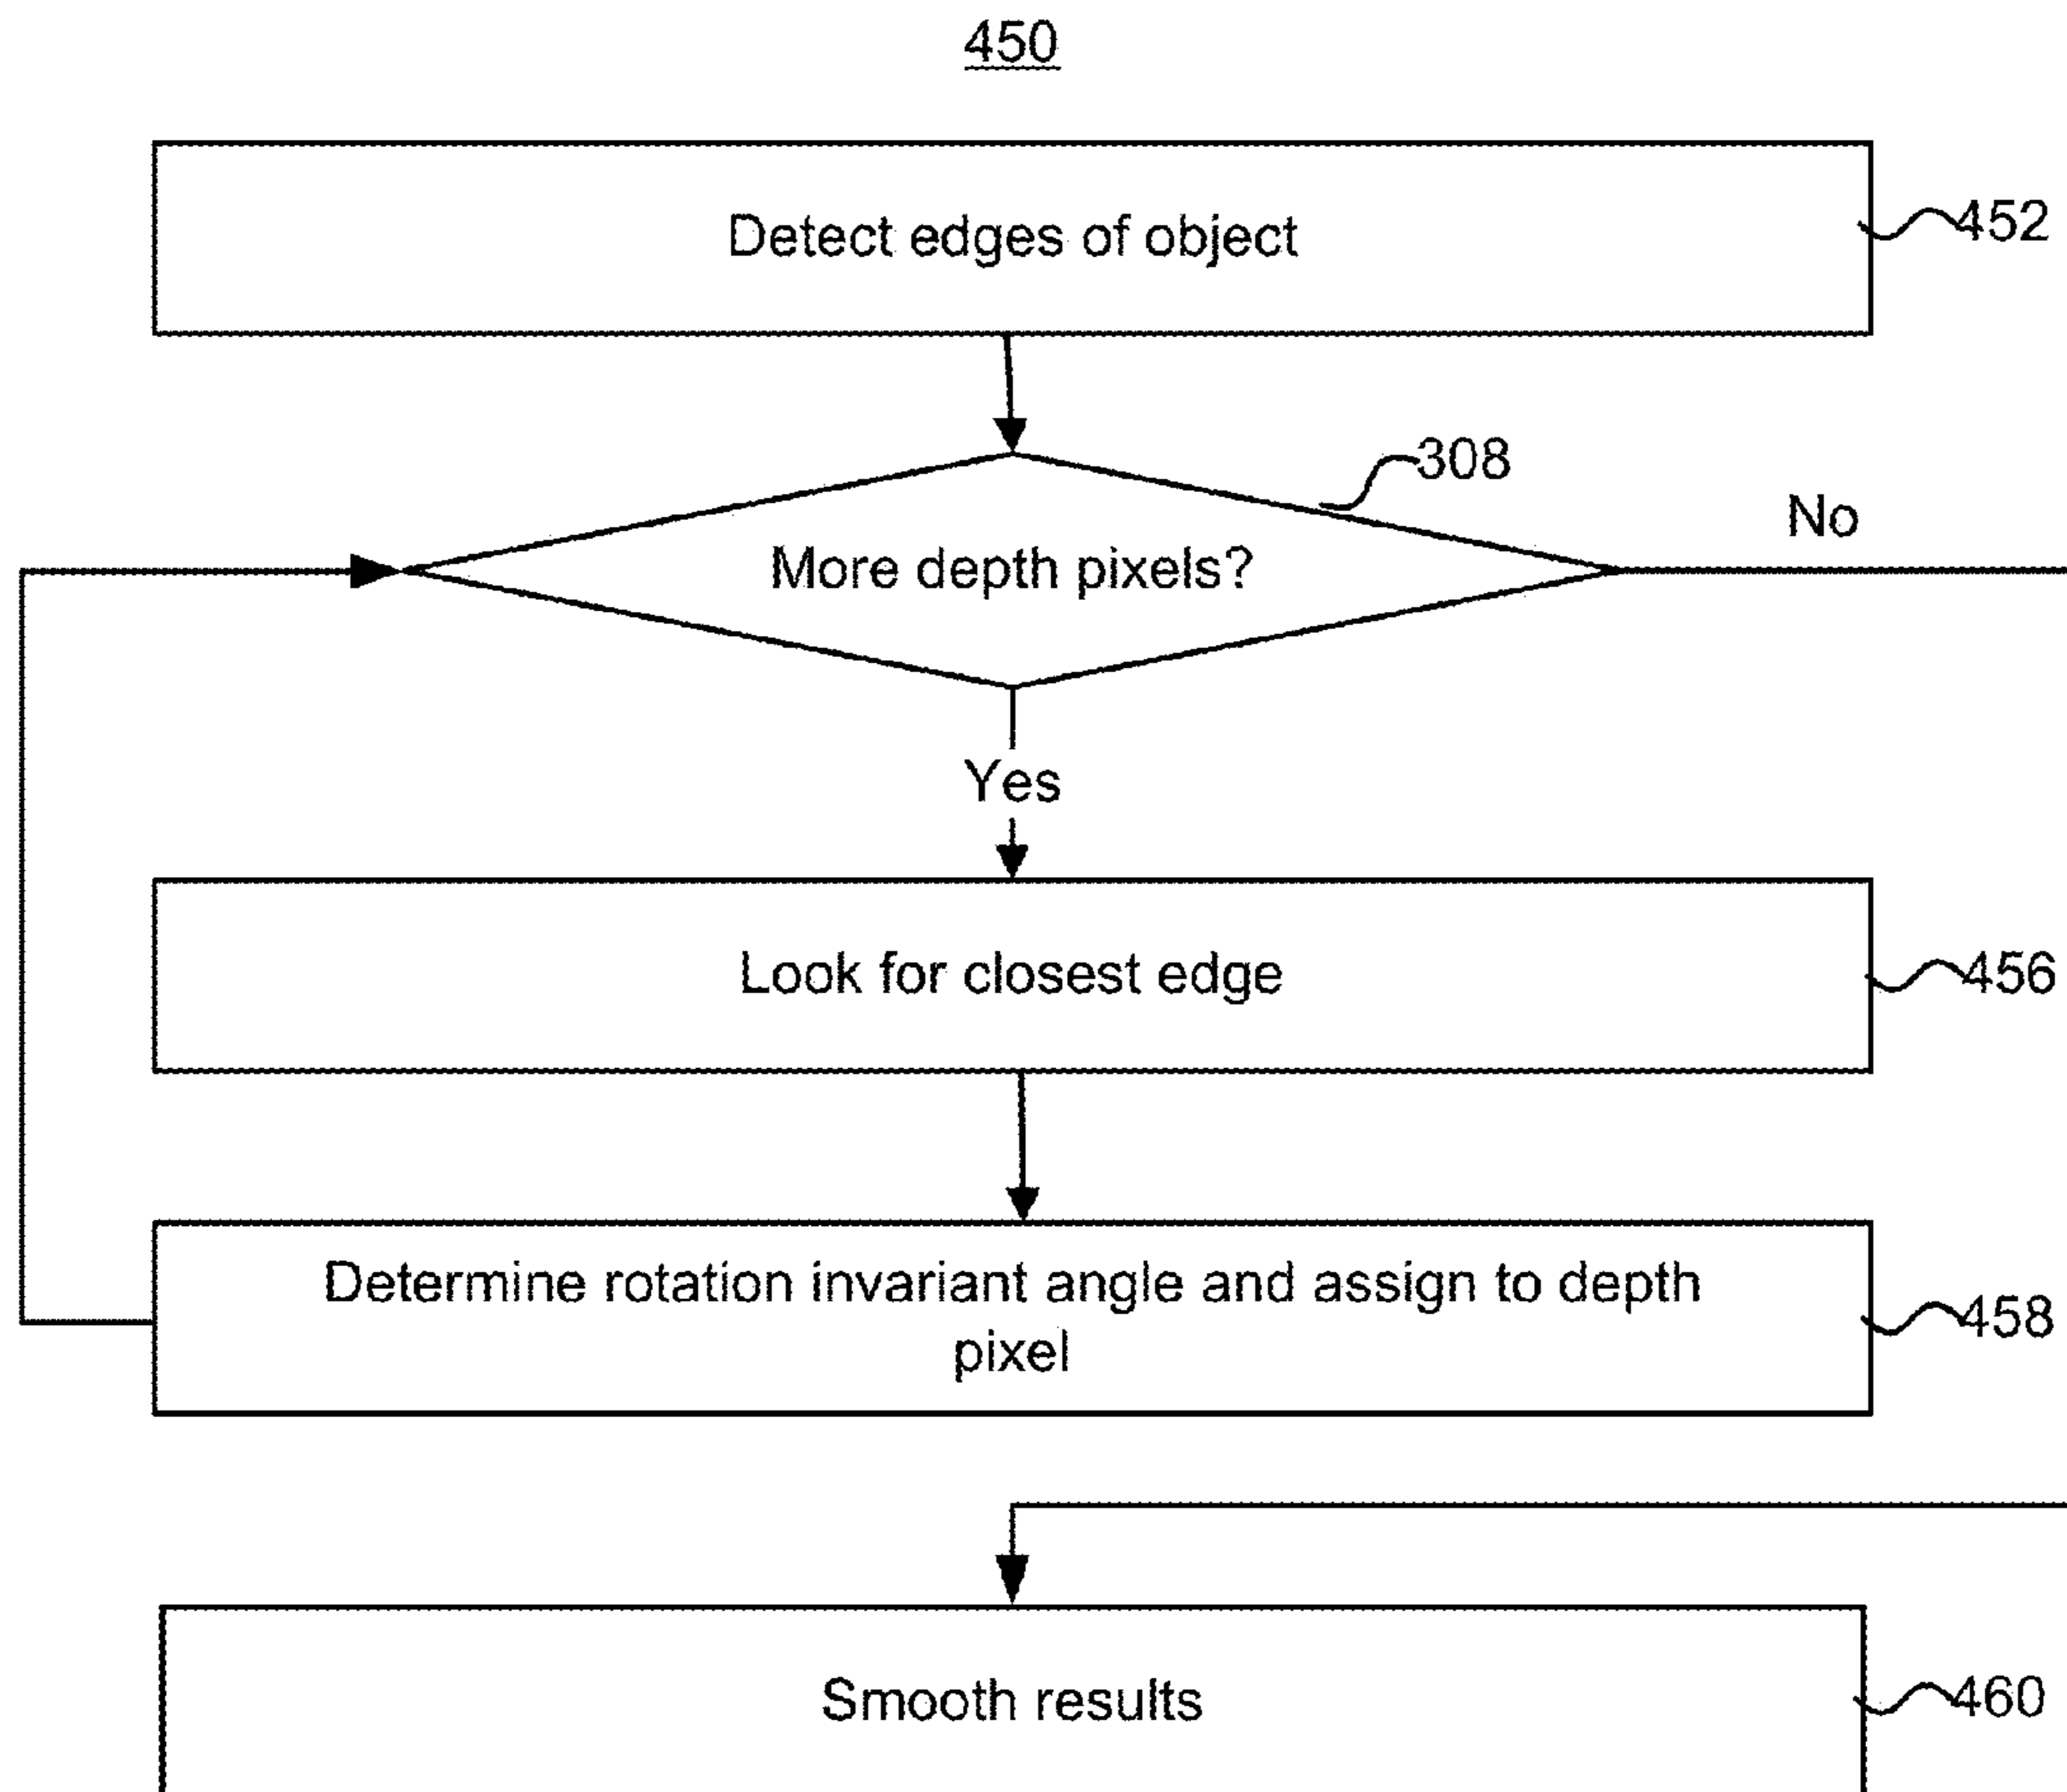 450
Detect edges of object
452
308
No
More depth pixels?
Yes
Look for closest edge
456
Determine rotation invariant angle and assign to depth
pixel
458
Smooth results
460